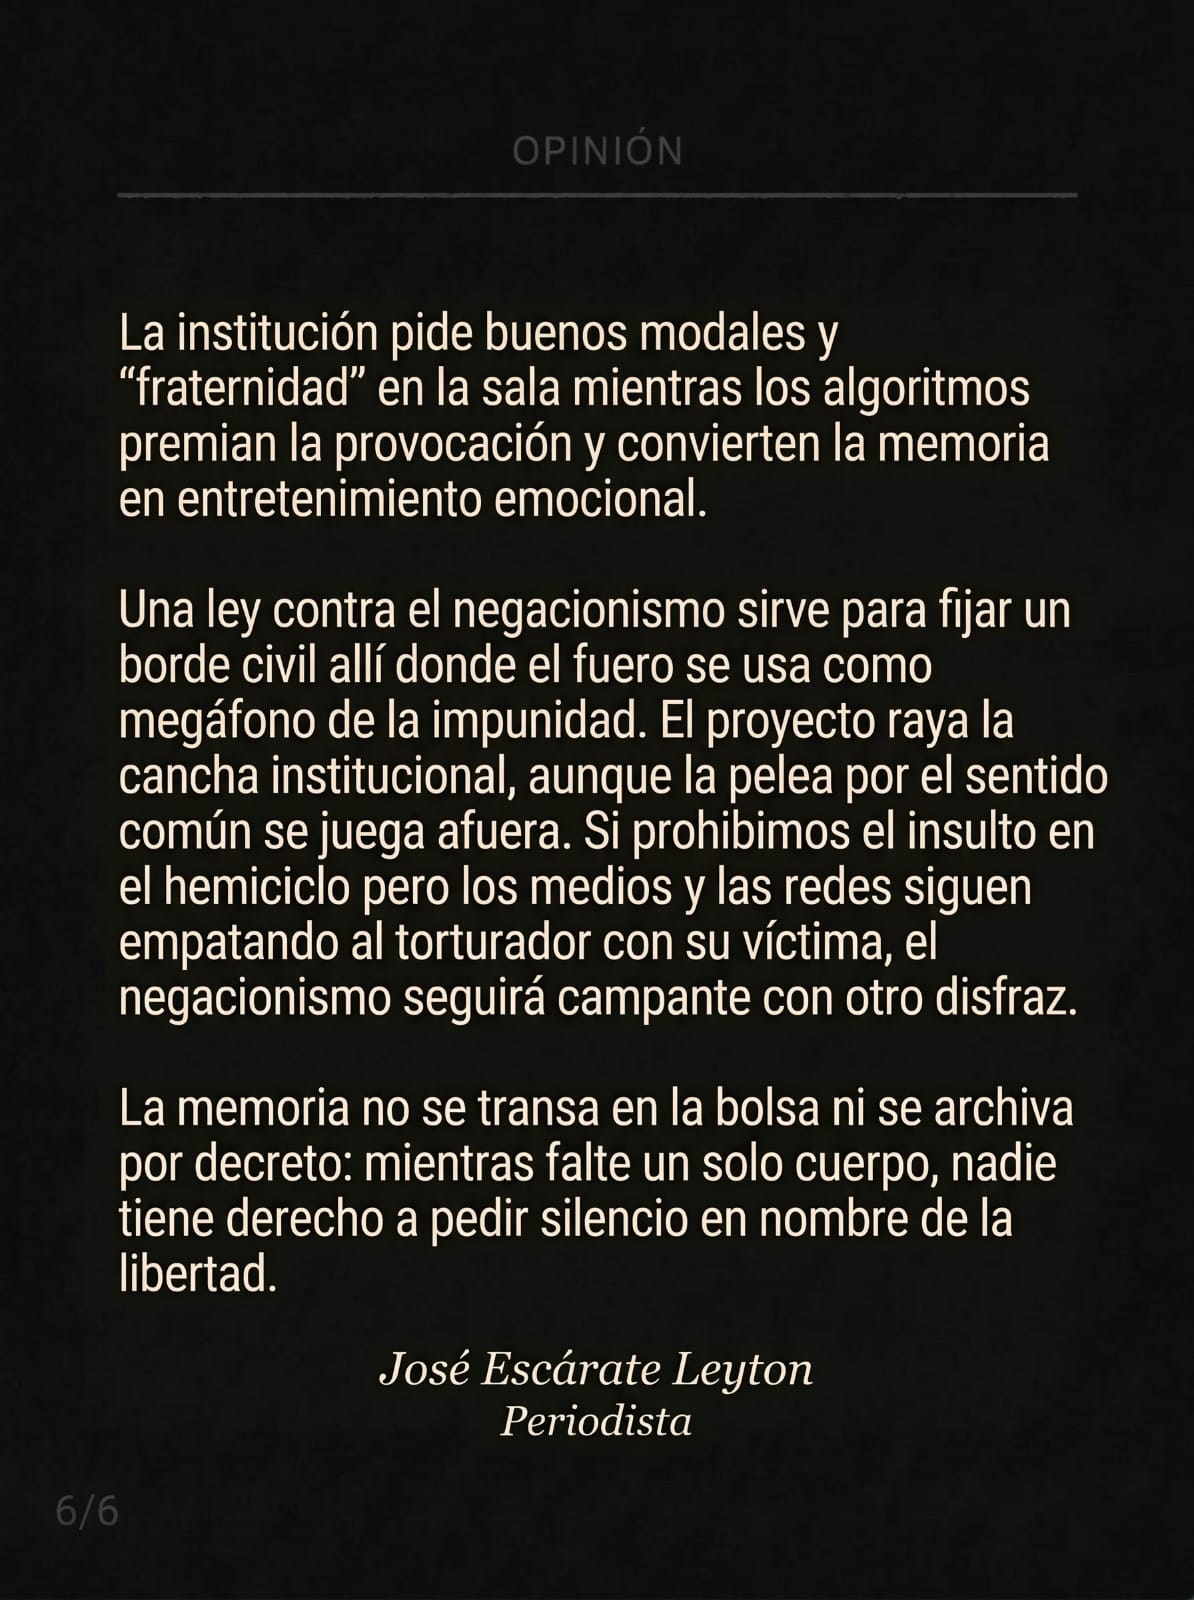 OPINIÓN
La institución pide buenos modales y
“fraternidad” en la sala mientras los algoritmos
premian la provocación y convierten la memoria
en entretenimiento emocional.
Una ley contra el negacionismo sirve para fijar un
borde civil allí donde el fuero se usa como
megáfono de la impunidad. El proyecto raya la
cancha institucional, aunque la pelea por el sentido
común se juega afuera. Si prohibimos el insulto en
el hemiciclo pero los medios y las redes siguen
empatando al torturador con su víctima, el
negacionismo seguirá campante con otro disfraz.
La memoria no se transa en la bolsa ni se archiva
por decreto: mientras falte un solo cuerpo, nadie
tiene derecho a pedir silencio en nombre de la
libertad.
José Escárate Leyton
Periodista
6/6